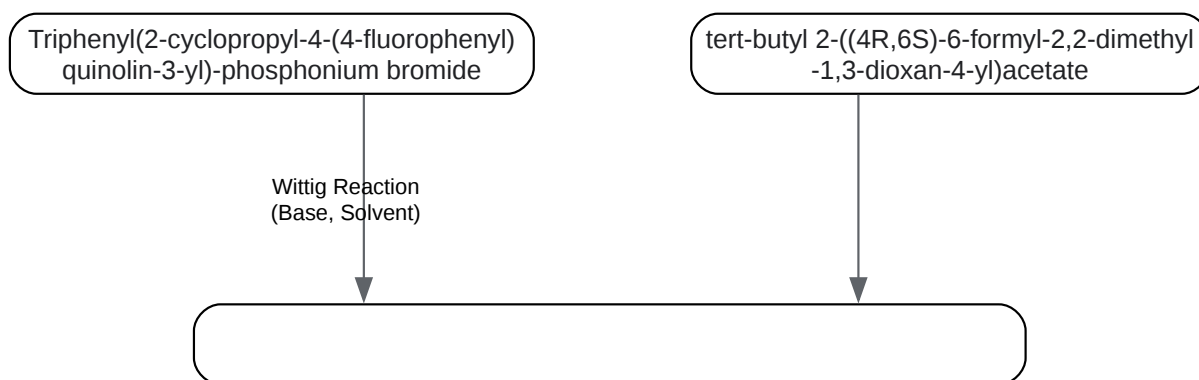 Triphenyl(2-cyclopropyl-4-(4-fluorophenyl)
quinolin-3-yl)-phosphonium bromide
tert-butyl 2-((4R,6S)-6-formyl-2,2-dimethyl
-1,3-dioxan-4-yl)acetate
Wittig Reaction
(Base, Solvent)